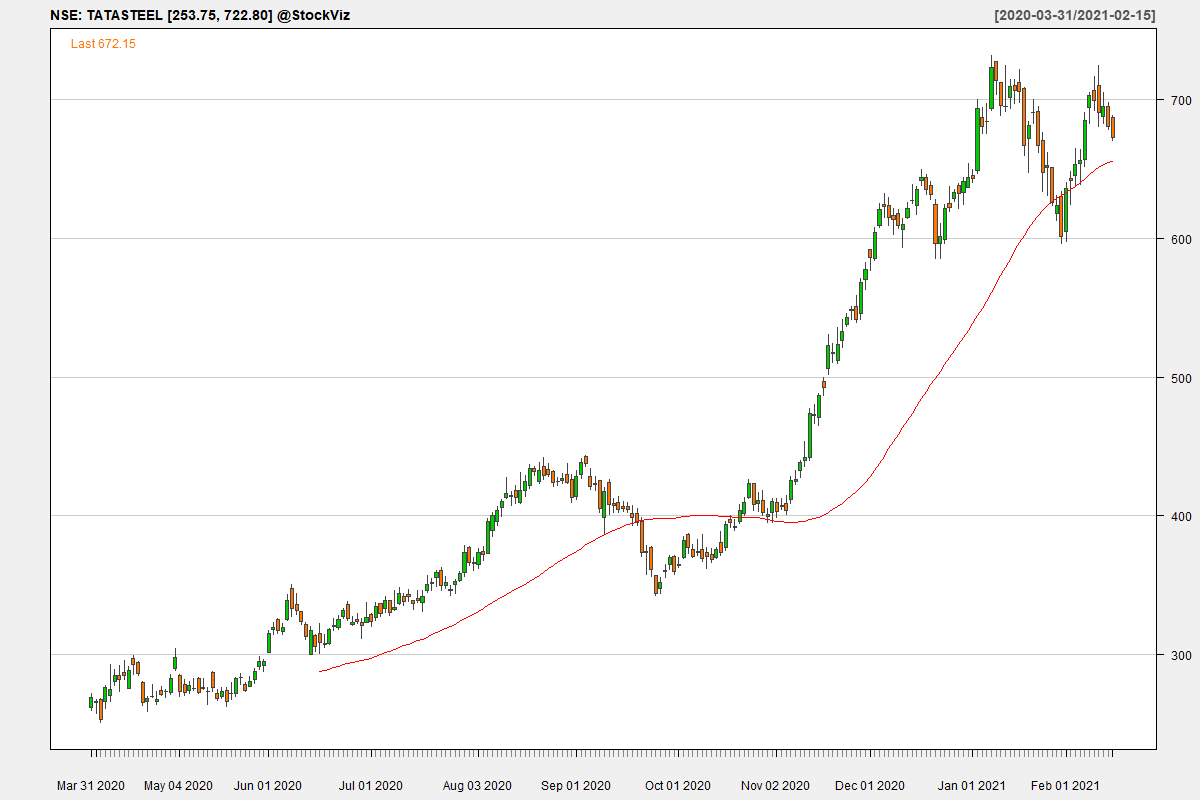 NSE: TATASTEEL [253.75, 722.80] @StockViz
[2020-03-31/2021-02-15]
Last 672.15
700
600
500
400
300
Mar 31 2020 May 04 2020 Jun 01 2020 Jul 01 2020 Aug 03 2020 Sep 01 2020 Oct 01 2020 Nov 02 2020 Dec 01 2020 Jan 01 2021 Feb 01 2021